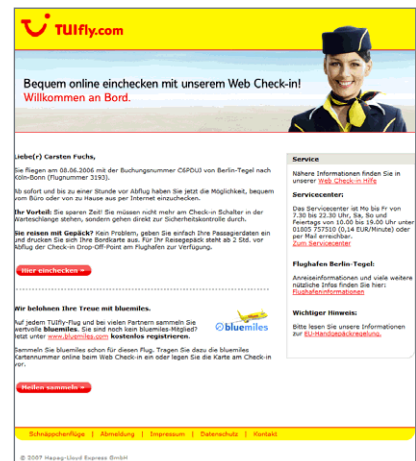 TUIfly.com
Bequem online einchecken mit unserem Web Check-in!
Willkommen an Bord.
Liebe(r) Carsten Fuchs,
Sie fliegen am 08.06.2006 mit der Buchungsnummer C6PDUJ von Berlin-Tegel nach
Köln-Bonn (Flugnummer 3193).
Ab sofort und bis zu einer Stunde vor Abflug haben Sie jetzt die Möglichkeit, bequem
vom Büro oder von zu Hause aus per Internet einzuchecken.
Ihr Vorteil: Sie sparen Zeit! Sie müssen nicht mehr am Check-in Schalter in der
Warteschlange stehen, sondern gehen direkt zur Sicherheitskontrolle durch.
Sie reisen mit Gepäck? Kein Problem, geben Sie einfach Ihre Passagierdaten ein
und drucken Sie sich Ihre Bordkarte aus. Für Ihr Reisegepäck steht ab 2 Std. vor
Abflug der Check-in Drop-Off Point am Flughafen zur Verfügung.
Hier einchecken
Wir belohnen Ihre Treue mit bluemiles.
Auf jedem TUIfly-Flug und bei vielen Partnern sammeln Sie
wertvolle bluemiles. Sie sind noch kein bluemiles-Mitglied?
Jetzt unter www.bluemiles.com kostenlos registrieren.
bluemiles
Sammeln Sie bluemiles schon für diesen Flug. Tragen Sie dazu die bluemiles
Kartennummer online beim Web Check-in ein oder legen Sie die Karte am Check-in
vor.
Meilen sammeln
Service
Nähere Informationen finden Sie in
unserer Web Check-in Hilfe
Servicecenter:
Das Servicecenter ist Mo bis Fr von
7.30 bis 22.30 Uhr, Sa, So und
Feiertags von 10.00 bis 19.00 Uhr unter
01805 757510 (0,14 EUR/Minute) oder
per Mail erreichbar.
Zum Servicecenter
Flughafen Berlin-Tegel:
Anreiseinformationen und viele weitere
nützliche Infos finden Sie hier:
Flughafeninformationen
Wichtiger Hinweis:
Bitte lesen Sie unsere Informationen
zur EU-Handgepäckregelung.
Schnäppchenflüge | Abmeldung | Impressum | Datenschutz | Kontakt
© 2007 Hapag-Lloyd Express GmbH